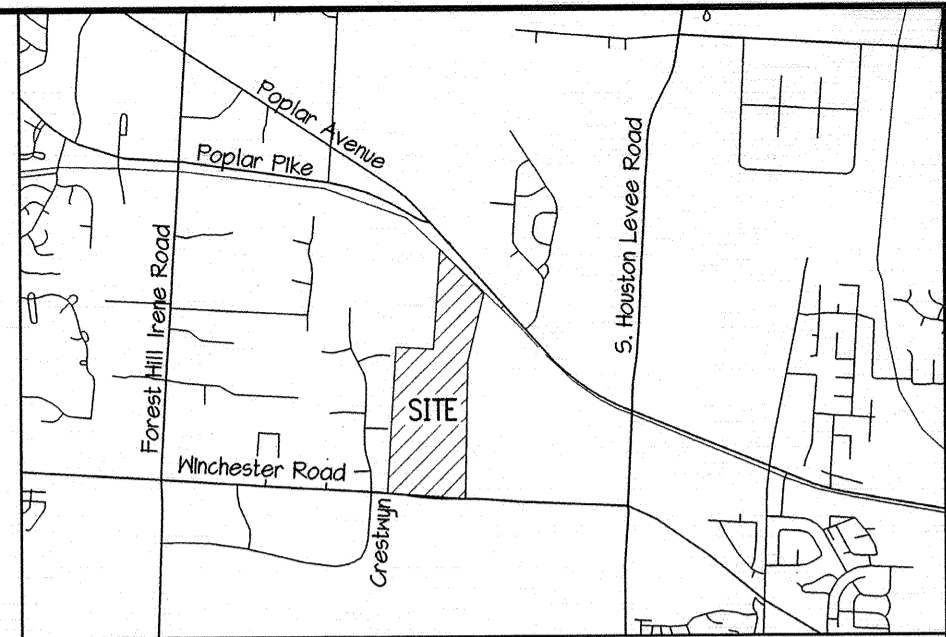 Poplar Avenue
Poplar Pike
S. Houston Levee Road
Forest Hill Irene Road
SITE
Winchester Road
Crestwyn